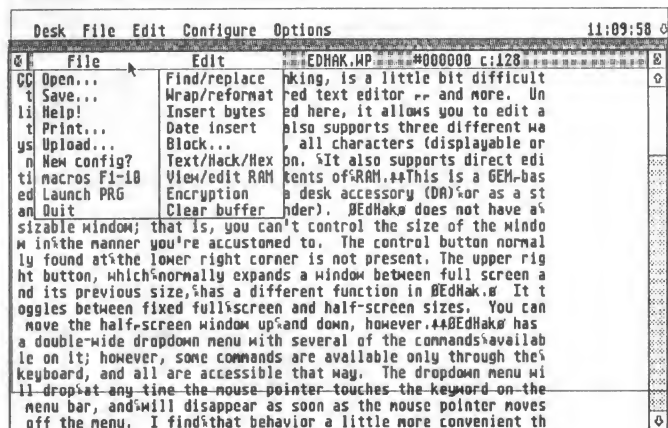 Desk File Edit Configure Options 11:09:58
File Edit EDHAK.WP #000000 c:128
Open... Find/replace hking, is a little bit difficult
Save... Wrap/reformat red text editor -- and more. Un
Help! Insert bytes ed here, it allows you to edit a
Print... Date insert also supports three different wa
Upload... Block... , all characters (displayable or
New config? Text/Hack/Hex on. It also supports direct edi
macros F1-10 View/edit RAM tents of RAM. This is a GEM-bas
Launch PRG Encryption a desk accessory (DA) or as a st
Quit Clear buffer nder). EdHak does not have a
sizable window; that is, you can't control the size of the windo
w in the manner you're accustomed to. The control button normal
ly found at the lower right corner is not present. The upper rig
ht button, which normally expands a window between full screen a
nd its previous size, has a different function in EdHak. It t
oggles between fixed full screen and half-screen sizes. You can
move the half-screen window up and down, however. EdHak has
a double-wide dropdown menu with several of the commands availab
le on it; however, some commands are available only through the
keyboard, and all are accessible that way. The dropdown menu wi
ll drop at any time the mouse pointer touches the keyword on the
menu bar, and will disappear as soon as the mouse pointer moves
off the menu. I find that behavior a little more convenient th